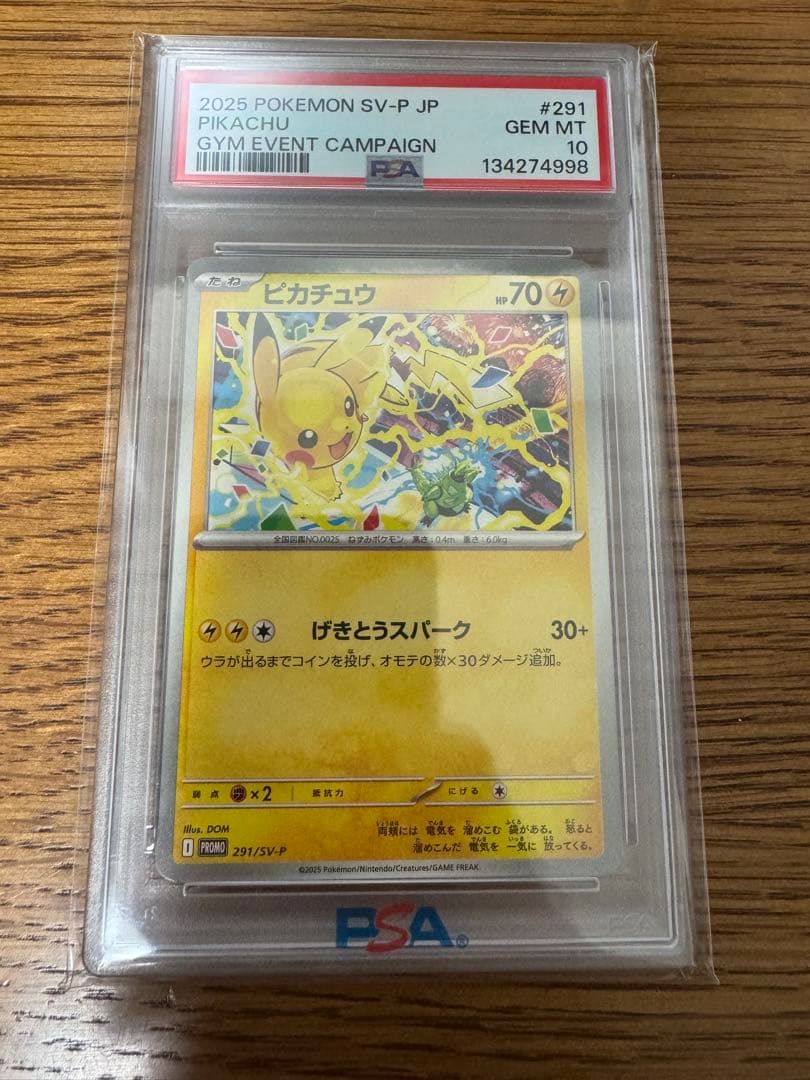 2025 POKEMON SV-P JP #291
PIKACHU GEM MT
GYM EVENT CAMPAIGN 10
PSA 134274998
たね ピカチュウ HP70
全国図鑑NO.0025 ねずみポケモン 高さ:0.4m 重さ:6.0kg
げきとうスパーク 30+
ウラが出るまでコインを投げ、オモテの数×30ダメージ追加。
弱点 ×2 抵抗力 にげる
Illus. DOM
両頬には 電気を 溜めこむ 袋がある。 怒ると
溜めこんだ 電気を 一気に 放ってくる。
I PROMO 291/SV-P
©2025 Pokémon/Nintendo/Creatures/GAME FREAK.
PSA®